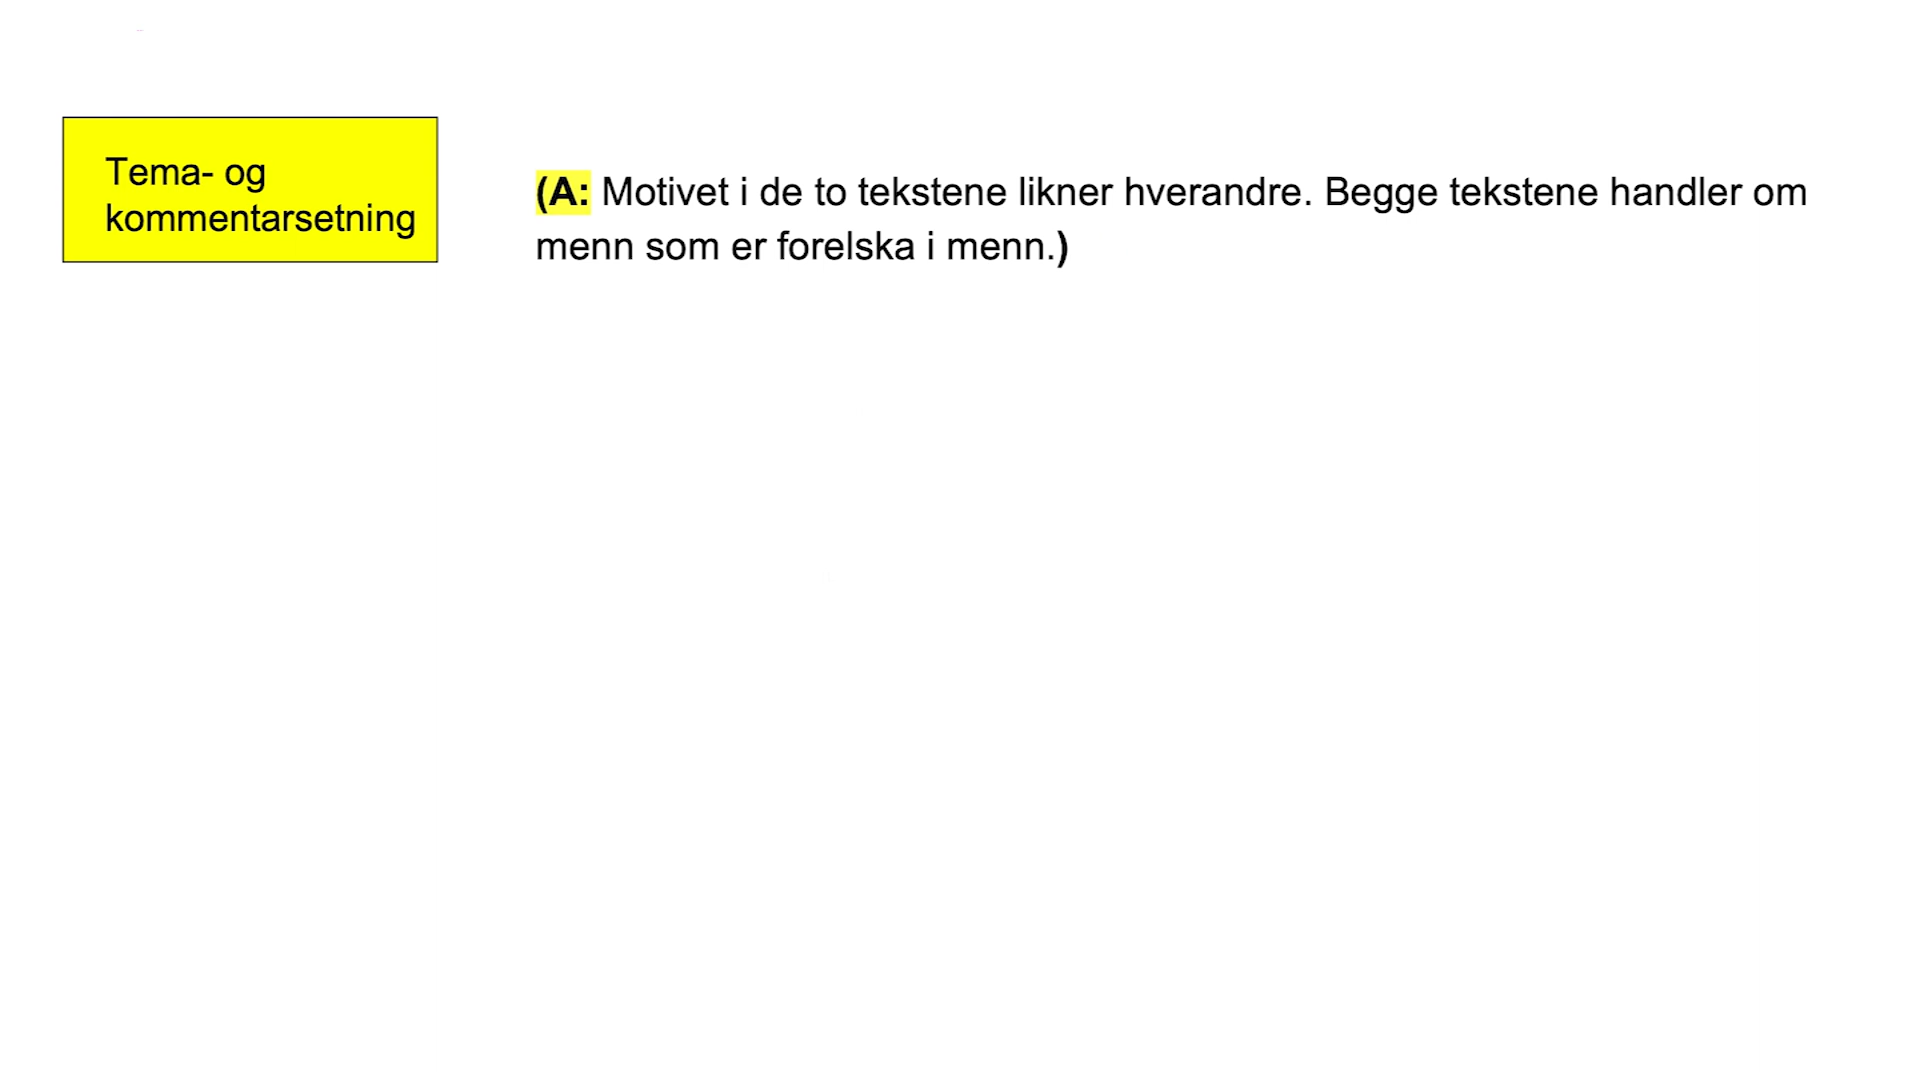 Tema- og
kommentarsetning
(A: Motivet i de to tekstene likner hverandre. Begge tekstene handler om
menn som er forelska i menn.)